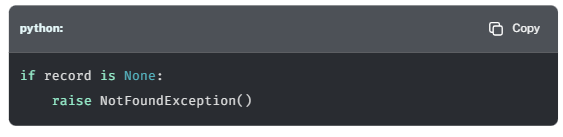 python:
Copy
if record is None:
    raise NotFoundException()